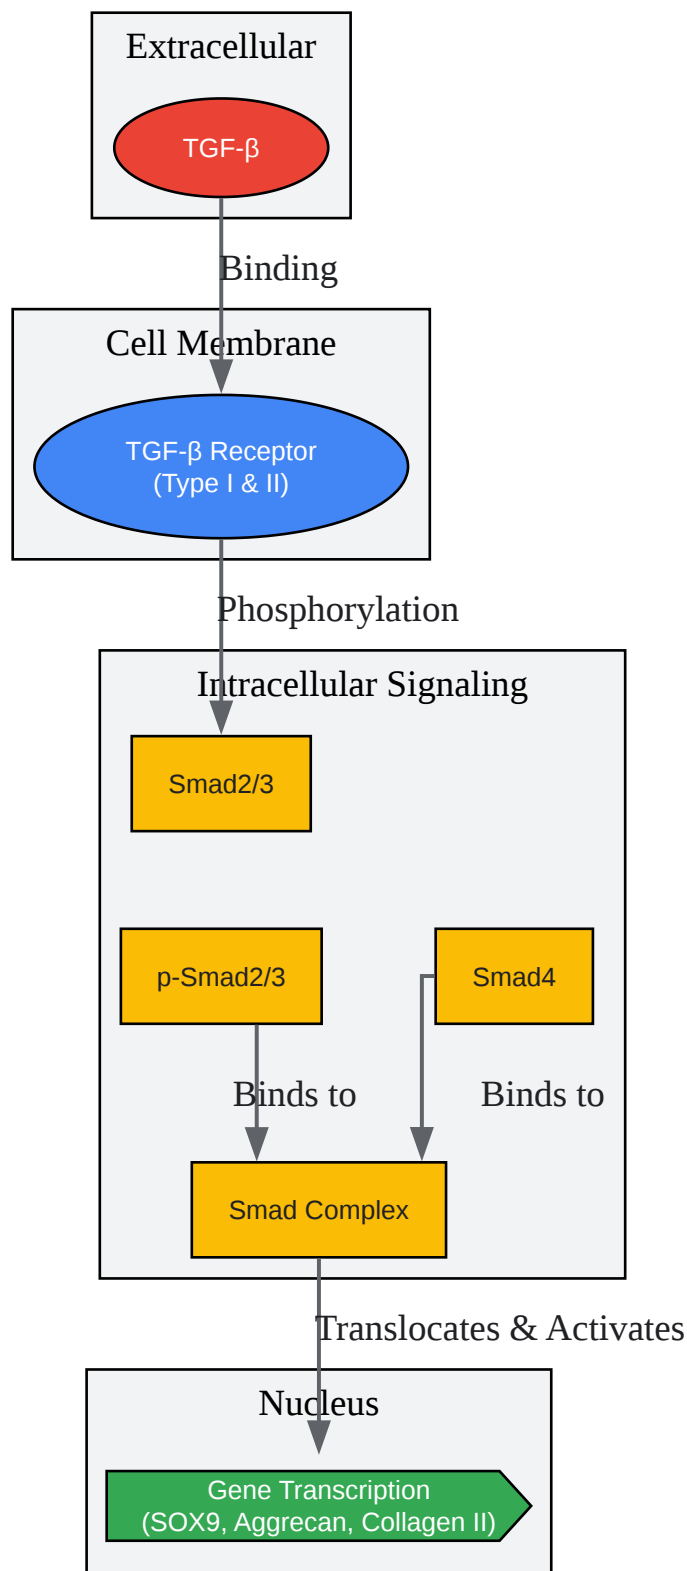 Extracellular
TGF-β
Binding
Cell Membrane
TGF-β Receptor
(Type I & II)
Phosphorylation
Intracellular Signaling
Smad2/3
p-Smad2/3
Smad4
Binds to
Binds to
Smad Complex
Translocates & Activates
Nucleus
Gene Transcription
(SOX9, Aggrecan, Collagen II)